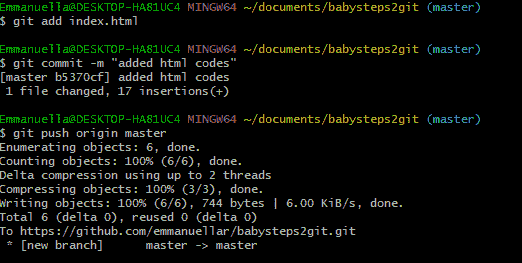 Emmanuella@DESKTOP-HA81UC4 MINGW64 ~/documents/babysteps2git (master)
$ git add index.html
Emmanuella@DESKTOP-HA81UC4 MINGW64 ~/documents/babysteps2git (master)
$ git commit -m "added html codes"
[master b5370cf] added html codes
1 file changed, 17 insertions(+)
Emmanuella@DESKTOP-HA81UC4 MINGW64 ~/documents/babysteps2git (master)
$ git push origin master
Enumerating objects: 6, done.
Counting objects: 100% (6/6), done.
Delta compression using up to 2 threads
Compressing objects: 100% (3/3), done.
Writing objects: 100% (6/6), 744 bytes | 6.00 KiB/s, done.
Total 6 (delta 0), reused 0 (delta 0)
To https://github.com/emmanuellar/babysteps2git.git
* [new branch]      master -> master